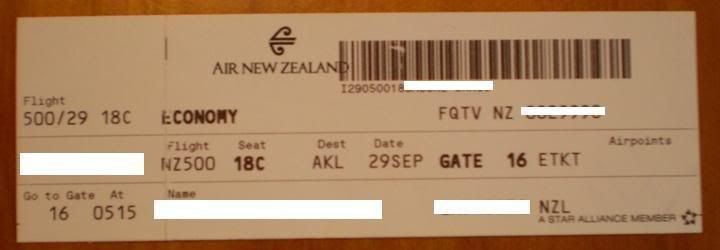 AIR NEW ZEALAND
Flight
500/29 18C ECONOMY FQTV NZ
Flight Seat Dest Date Airpoints
NZ500 18C AKL 29SEP GATE 16 ETKT
Go to Gate At Name
16 0515 NZL
A STAR ALLIANCE MEMBER